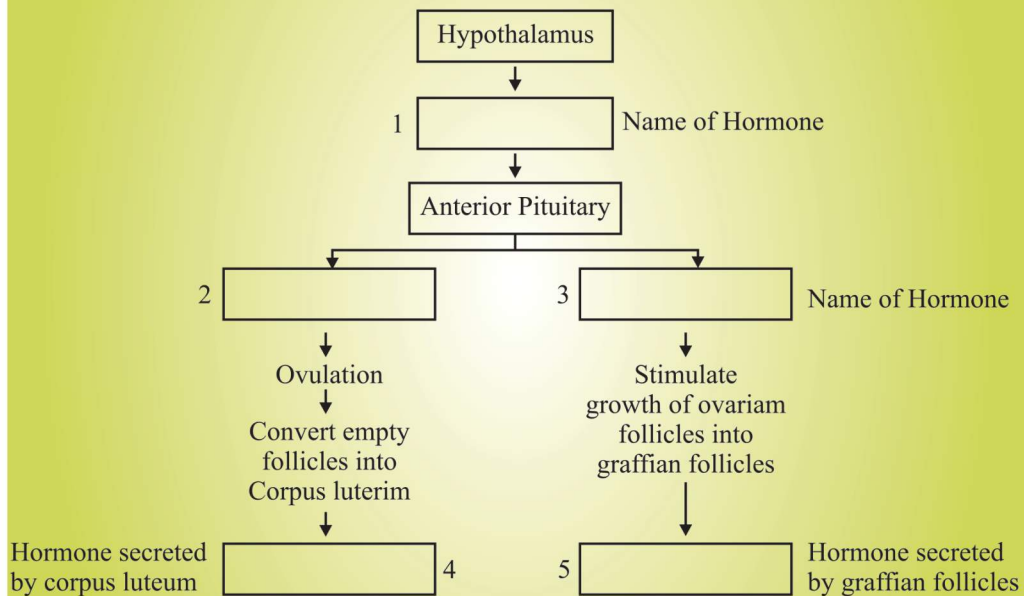 Hypothalamus
1
Name of Hormone
Anterior Pituitary
2
3
Name of Hormone
Ovulation
Convert empty
follicles into
Corpus luterim
Stimulate
growth of ovariam
follicles into
graffian follicles
Hormone secreted
by corpus luteum
4
5
Hormone secreted
by graffian follicles